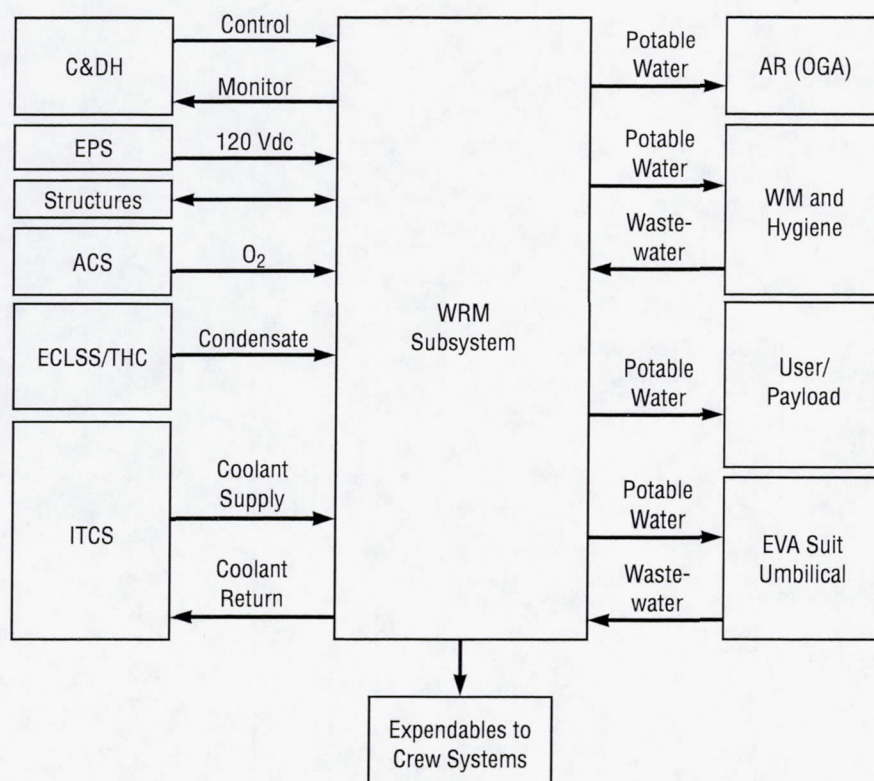 C&DH
Control
Monitor
EPS
120 Vdc
Structures
ACS
O2
ECLSS/THC
Condensate
ITCS
Coolant
Supply
Coolant
Return
WRM
Subsystem
Potable
Water
AR (OGA)
Potable
Water
Waste-
water
WM and
Hygiene
Potable
Water
User/
Payload
Potable
Water
Waste-
water
EVA Suit
Umbilical
Expendables to
Crew Systems